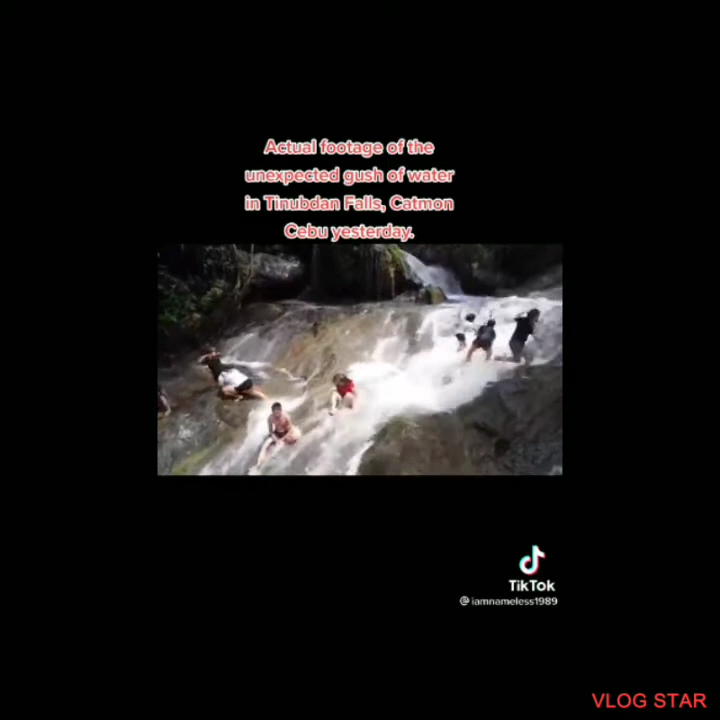 Actual footage of the
unexpected gush of water
in Tinubdan Falls, Catmon
Cebu yesterday.
TikTok
@iamnameless1989
VLOG STAR